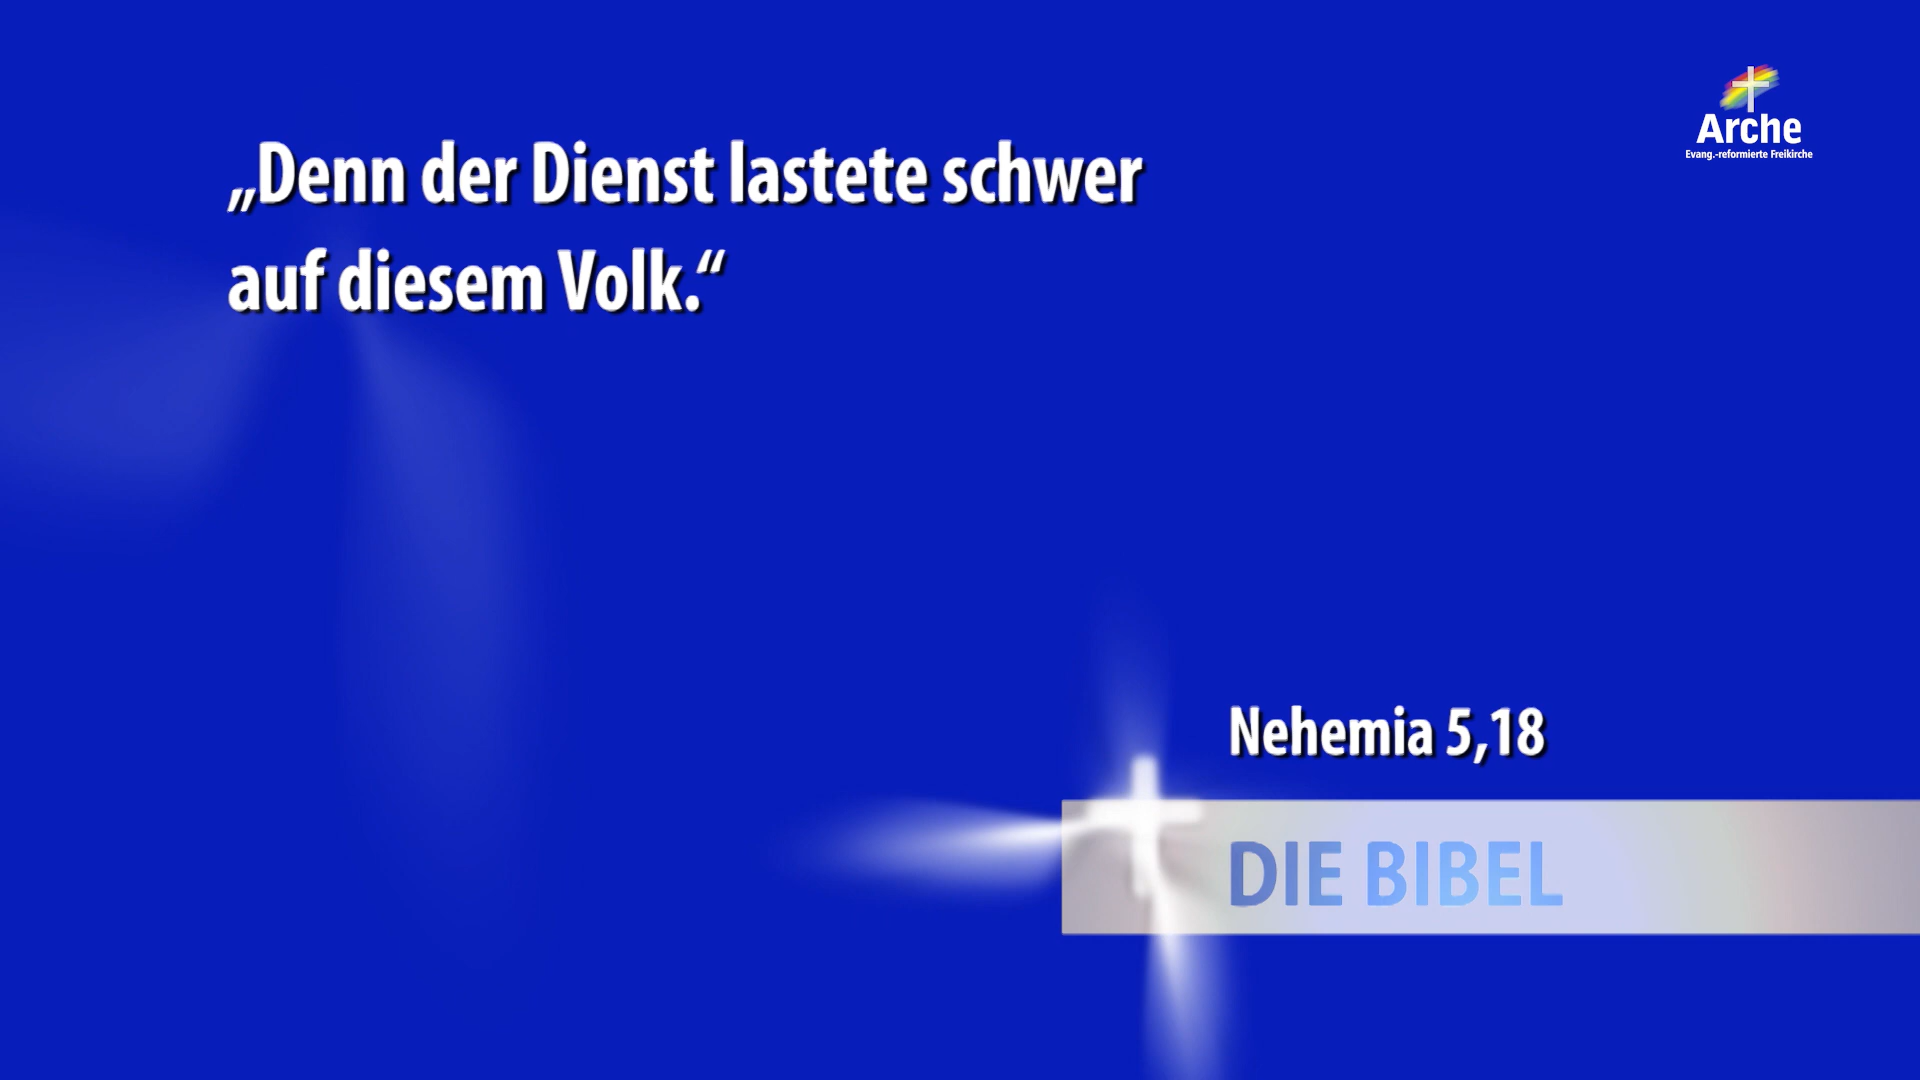 Arche
Evang.-reformierte Freikirche
„Denn der Dienst lastete schwer
auf diesem Volk.“
Nehemia 5,18
DIE BIBEL